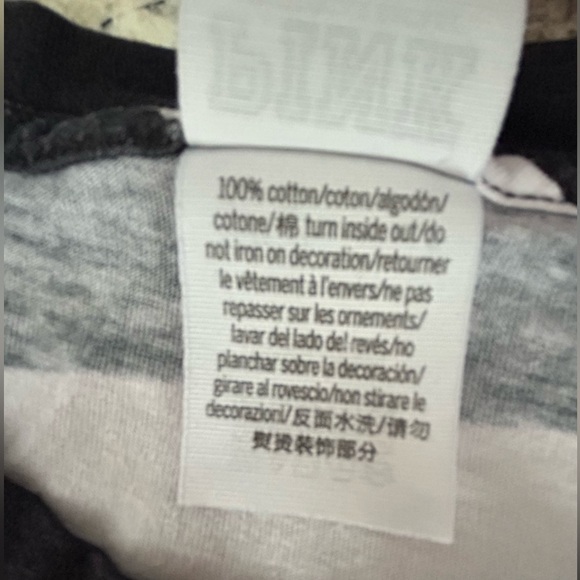 PINK
100% cotton/coton/algodón/
cotone/棉 turn inside out/do
not iron on decoration/retourner
le vêtement à l'envers/ne pas
repasser sur les ornements/
lavar del lado del revés/no
planchar sobre la decoración/
girare al rovescio/non stirare le
decorazioni/反面水洗/请勿
熨烫装饰部分